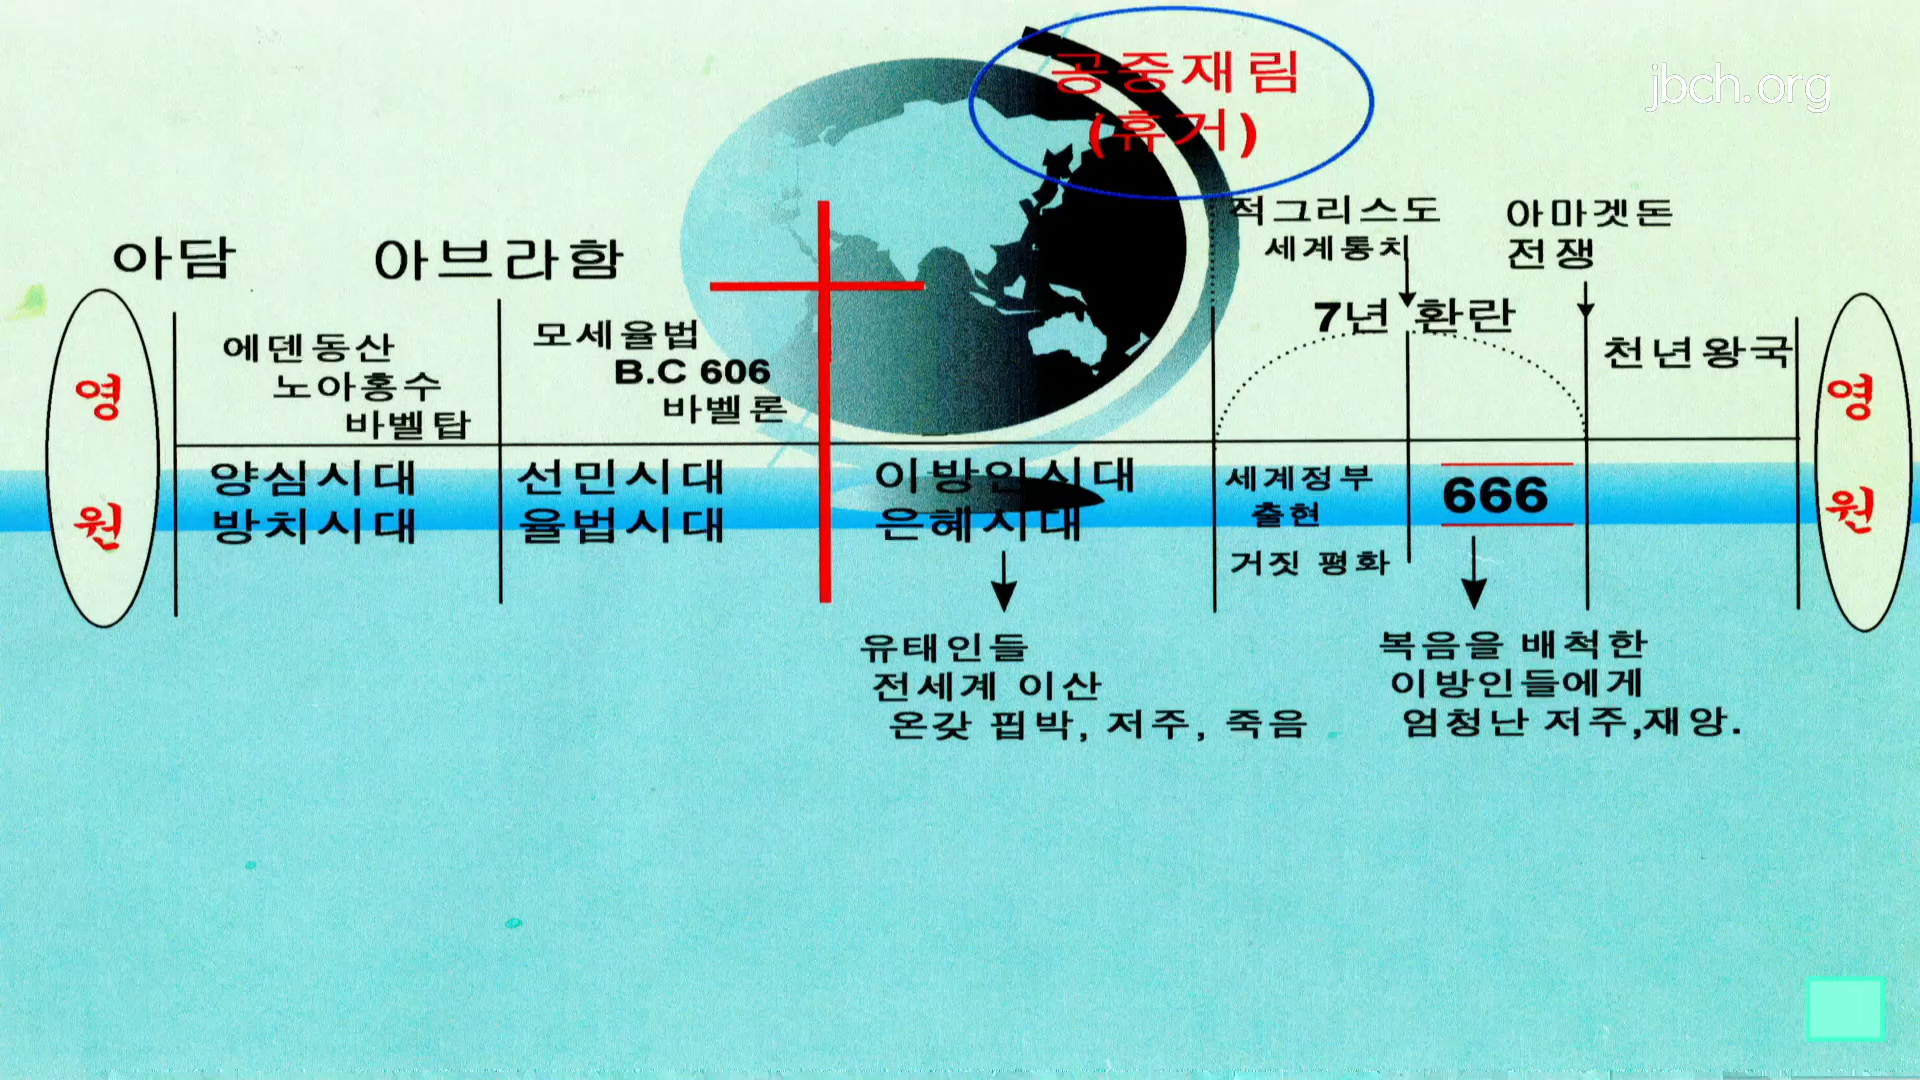 공중재림
(휴거)
jbch.org
아담
아브라함
적그리스도
세계통치
아마겟돈
전쟁
에덴동산
노아홍수
바벨탑
모세율법
B.C 606
바벨론
7년 환란
천년왕국
영원
양심시대
방치시대
선민시대
율법시대
이방인시대
은혜시대
세계정부
출현
거짓 평화
666
영원
유태인들
전세계 이산
온갖 핍박, 저주, 죽음
복음을 배척한
이방인들에게
엄청난 저주,재앙.